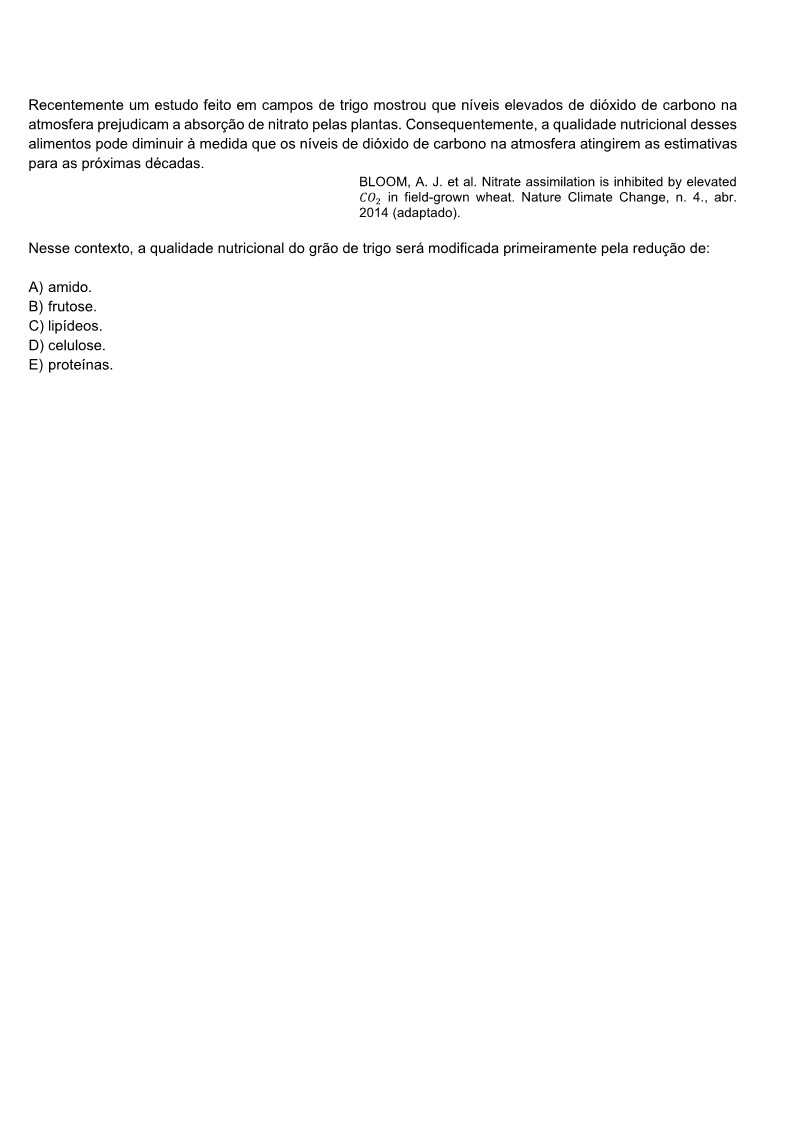 Recentemente um estudo feito em campos de trigo mostrou que níveis elevados de dióxido de carbono na
atmosfera prejudicam a absorção de nitrato pelas plantas. Consequentemente, a qualidade nutricional desses
alimentos pode diminuir à medida que os níveis de dióxido de carbono na atmosfera atingirem as estimativas
para as próximas décadas.
BLOOM, A. J. et al. Nitrate assimilation is inhibited by elevated
CO₂ in field-grown wheat. Nature Climate Change, n. 4., abr.
2014 (adaptado).
Nesse contexto, a qualidade nutricional do grão de trigo será modificada primeiramente pela redução de:
A) amido.
B) frutose.
C) lipídeos.
D) celulose.
E) proteínas.